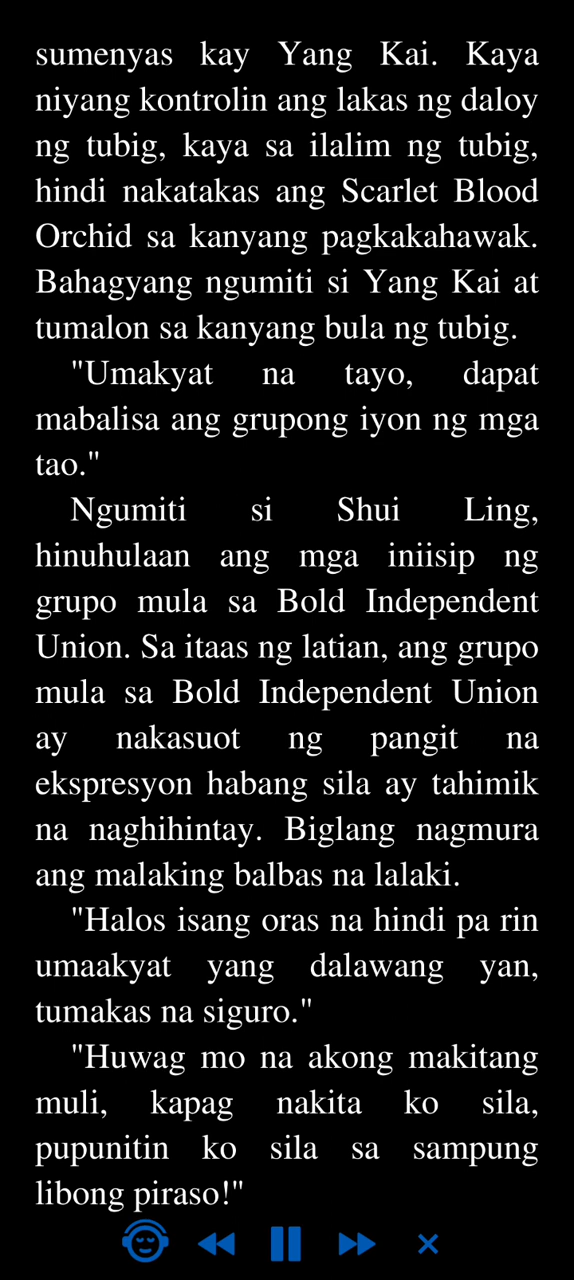 sumenyas kay Yang Kai. Kaya
niyang kontrolin ang lakas ng daloy
ng tubig, kaya sa ilalim ng tubig,
hindi nakatakas ang Scarlet Blood
Orchid sa kanyang pagkakahawak.
Bahagyang ngumiti si Yang Kai at
tumalon sa kanyang bula ng tubig.
"Umakyat na tayo, dapat
mabalisa ang grupong iyon ng mga
tao."
Ngumiti si Shui Ling,
hinuhulaan ang mga iniisip ng
grupo mula sa Bold Independent
Union. Sa itaas ng latian, ang grupo
mula sa Bold Independent Union
ay nakasuot ng pangit na
ekspresyon habang sila ay tahimik
na naghihintay. Biglang nagmura
ang malaking balbas na lalaki.
"Halos isang oras na hindi pa rin
umaakyat yang dalawang yan,
tumakas na siguro."
"Huwag mo na akong makitang
muli, kapag nakita ko sila,
pupunitin ko sila sa sampung
libong piraso!"